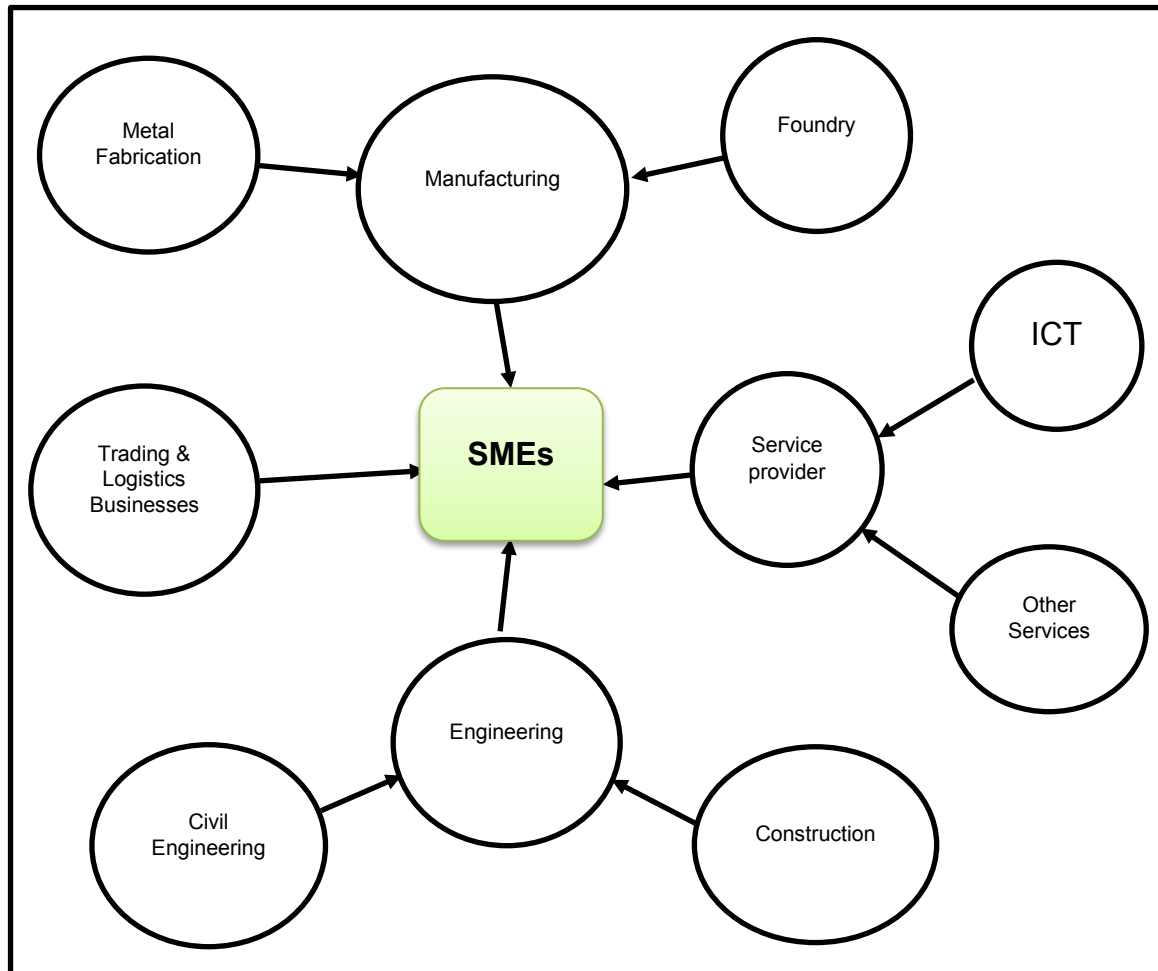 Metal
Fabrication
Manufacturing
Foundry
ICT
Trading &
Logistics
Businesses
SMEs
Service
provider
Other
Services
Engineering
Civil
Engineering
Construction